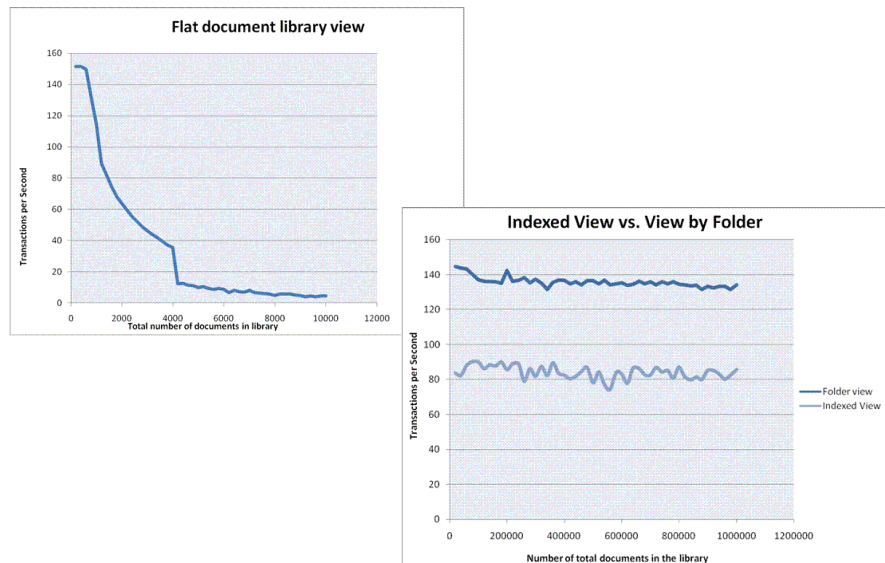 Flat document library view
160
140
120
100
80
60
40
20
0
Transactions per Second
0 2000 4000 6000 8000 10000 12000
Total number of documents in library
Indexed View vs. View by Folder
160
140
120
100
80
60
40
20
0
Transactions per Second
0 200000 400000 600000 800000 1000000 1200000
Number of total documents in the library
Folder view
Indexed View